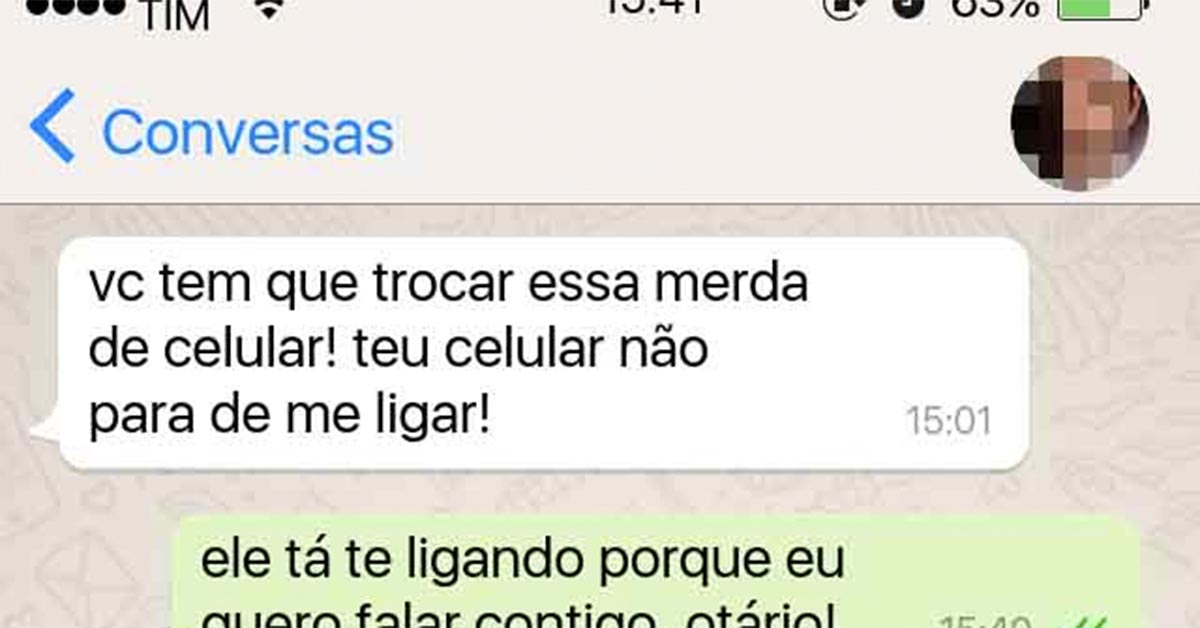 TIM 15:41 63%
Conversas
vc tem que trocar essa merda
de celular! teu celular não
para de me ligar!
15:01
ele tá te ligando porque eu
quero falar contigo, otário!
15:40